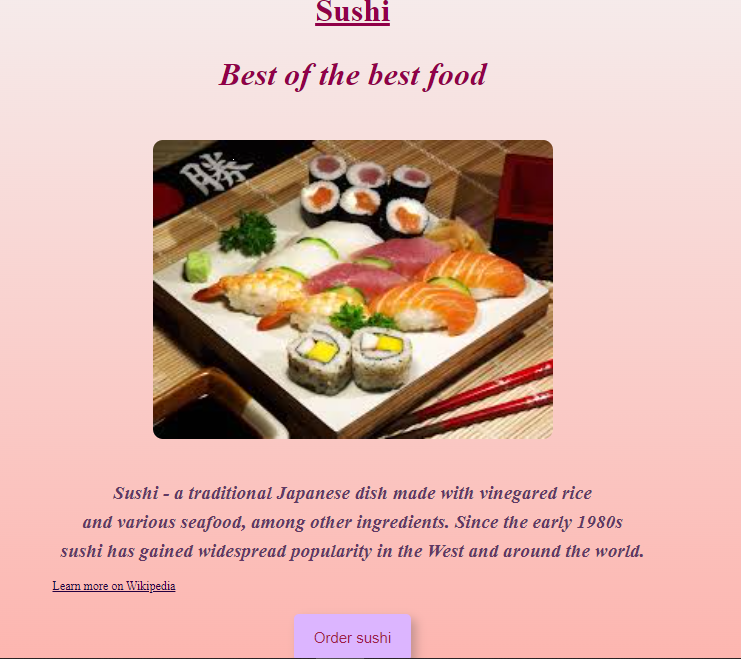 Sushi
Best of the best food
勝
Sushi - a traditional Japanese dish made with vinegared rice
and various seafood, among other ingredients. Since the early 1980s
sushi has gained widespread popularity in the West and around the world.
Learn more on Wikipedia
Order sushi